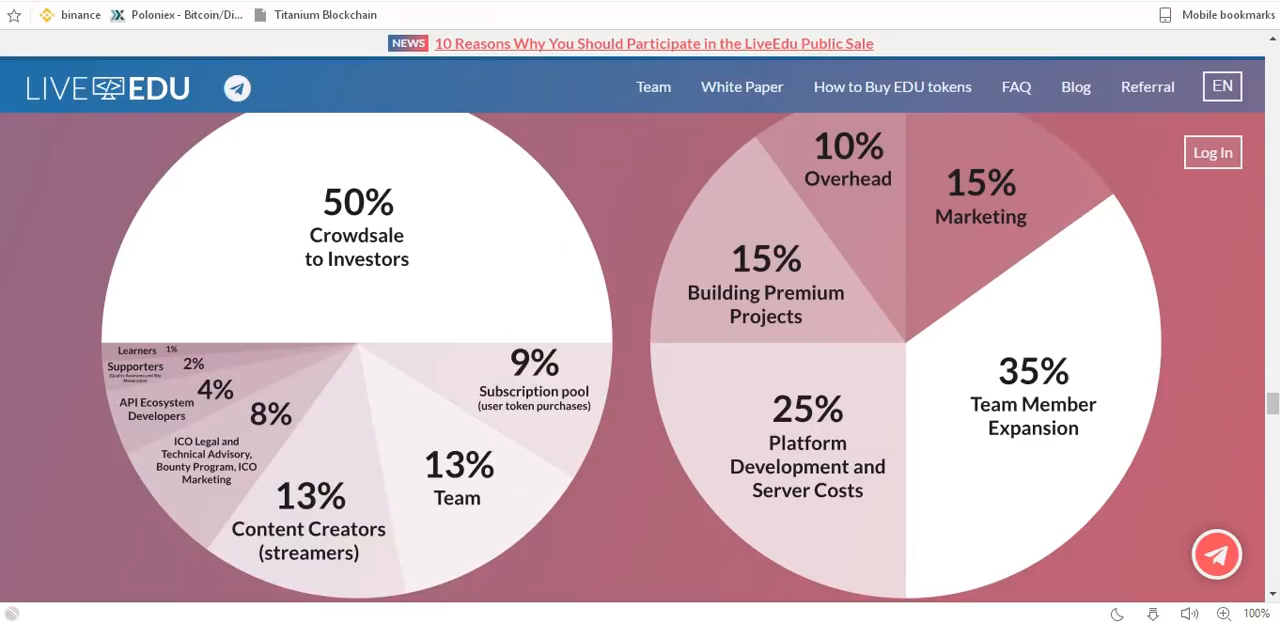 binance
Poloniex - Bitcoin/Di...
Titanium Blockchain
Mobile bookmarks
NEWS 10 Reasons Why You Should Participate in the LiveEdu Public Sale
LIVE EDU
Team
White Paper
How to Buy EDU tokens
FAQ
Blog
Referral
EN
Log In
50%
Crowdsale
to Investors
9%
Subscription pool
(user token purchases)
13%
Team
13%
Content Creators
(streamers)
8%
ICO Legal and
Technical Advisory,
Bounty Program, ICO
Marketing
4%
API Ecosystem
Developers
2%
Supporters
Learners 1%
10%
Overhead
15%
Marketing
15%
Building Premium
Projects
35%
Team Member
Expansion
25%
Platform
Development and
Server Costs
100%